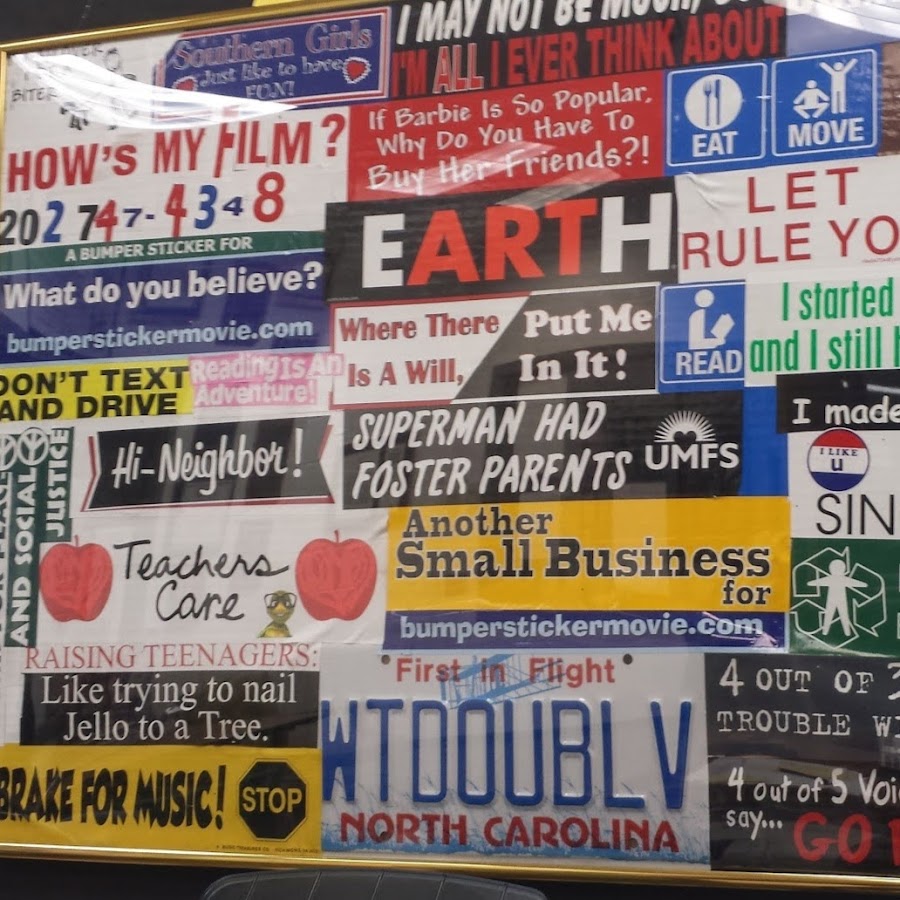 I MAY NOT BE MUCH,
I'M ALL I EVER THINK ABOUT
Southern Girls
Just like to have
FUN!
If Barbie Is So Popular,
Why Do You Have To
Buy Her Friends?!
EAT
MOVE
HOW'S MY FILM?
202 747-4348
A BUMPER STICKER FOR
What do you believe?
bumperstickermovie.com
EARTH
LET
RULE YO
Where There
Is A Will,
Put Me
In It!
READ
I started
and I still h
DON'T TEXT
AND DRIVE
Reading Is An
Adventure!
I made
I LIKE
U
SIN
AND SOCIAL
JUSTICE
Hi-Neighbor!
SUPERMAN HAD
FOSTER PARENTS
UMFS
Teachers
Care
Another
Small Business
for
bumperstickermovie.com
RAISING TEENAGERS:
Like trying to nail
Jello to a Tree.
First in Flight
WTDOUBLV
NORTH CAROLINA
4 OUT OF 3
TROUBLE WI
BRAKE FOR MUSIC!
STOP
4 out of 5 Voi
say...
GO